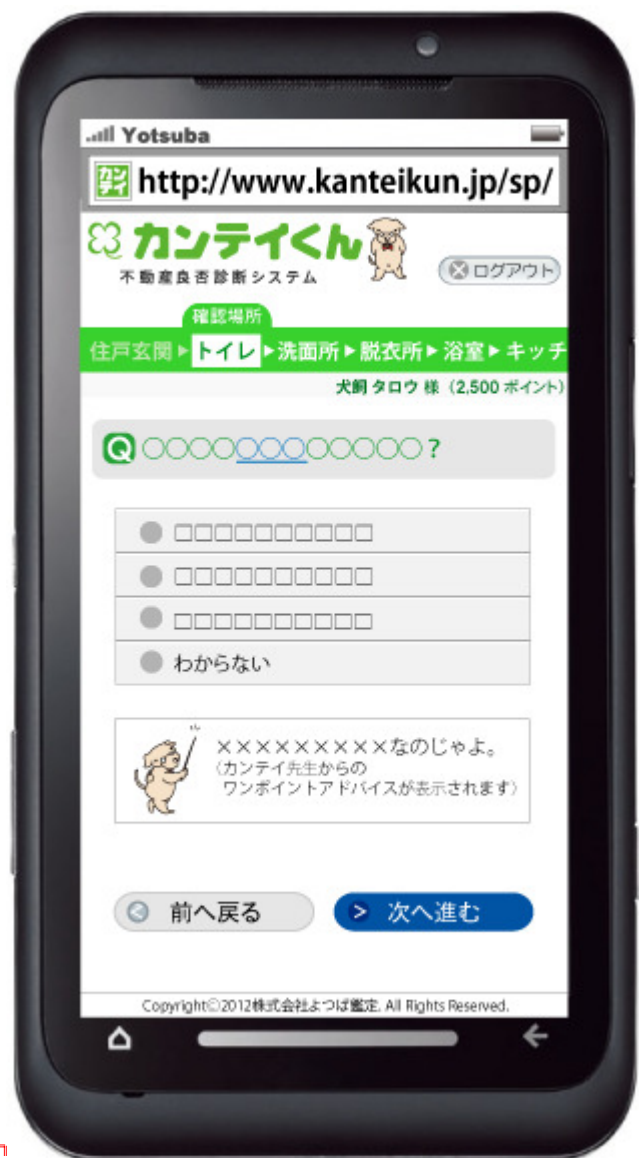 Yotsuba
カンテイ http://www.kanteikun.jp/sp/
カンテイくん
不動産良否診断システム
ログアウト
確認場所
住戸玄関▶トイレ▶洗面所▶脱衣所▶浴室▶キッチ
犬飼 タロウ 様（2,500 ポイント）
Q ○○○○○○○○○○○○?
□□□□□□□□□□
□□□□□□□□□□
□□□□□□□□□□
わからない
×××××××××なのじゃよ。
（カンテイ先生からの
ワンポイントアドバイスが表示されます）
前へ戻る
次へ進む
Copyright©2012株式会社よつば鑑定. All Rights Reserved.